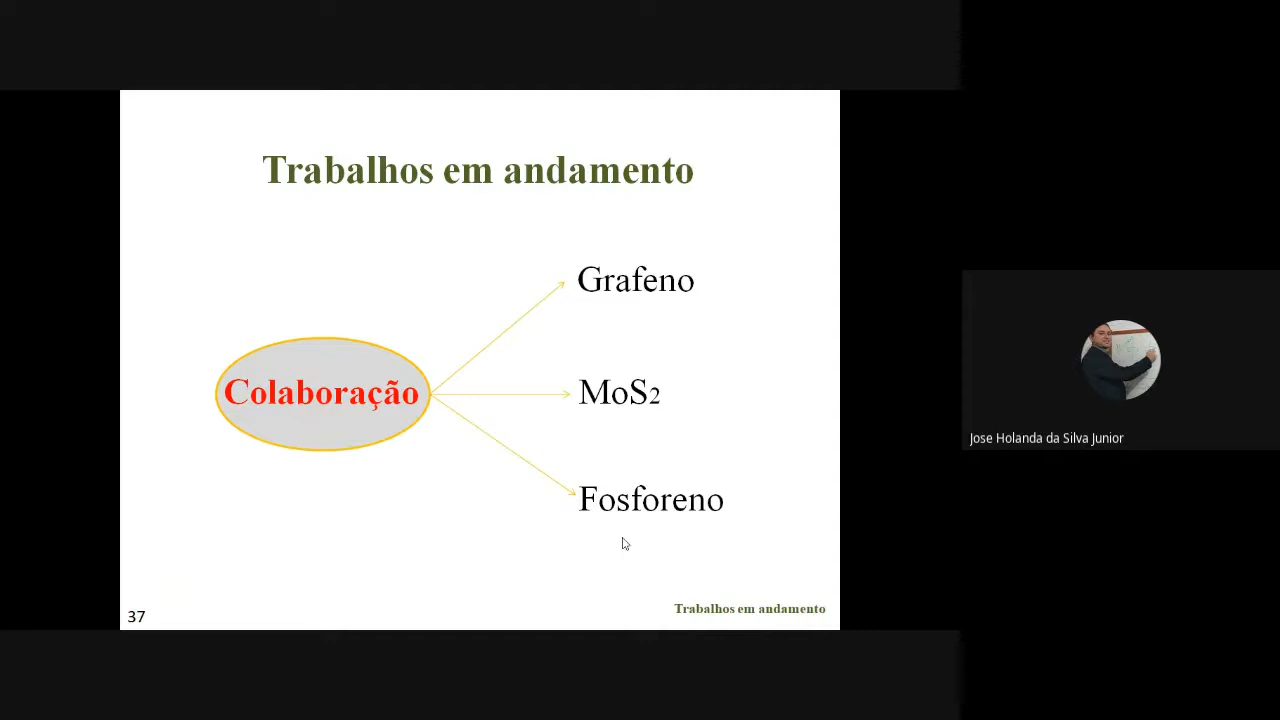 Trabalhos em andamento
Grafeno
Colaboração
MoS2
Fosforeno
Trabalhos em andamento
37
Jose Holanda da Silva Junior